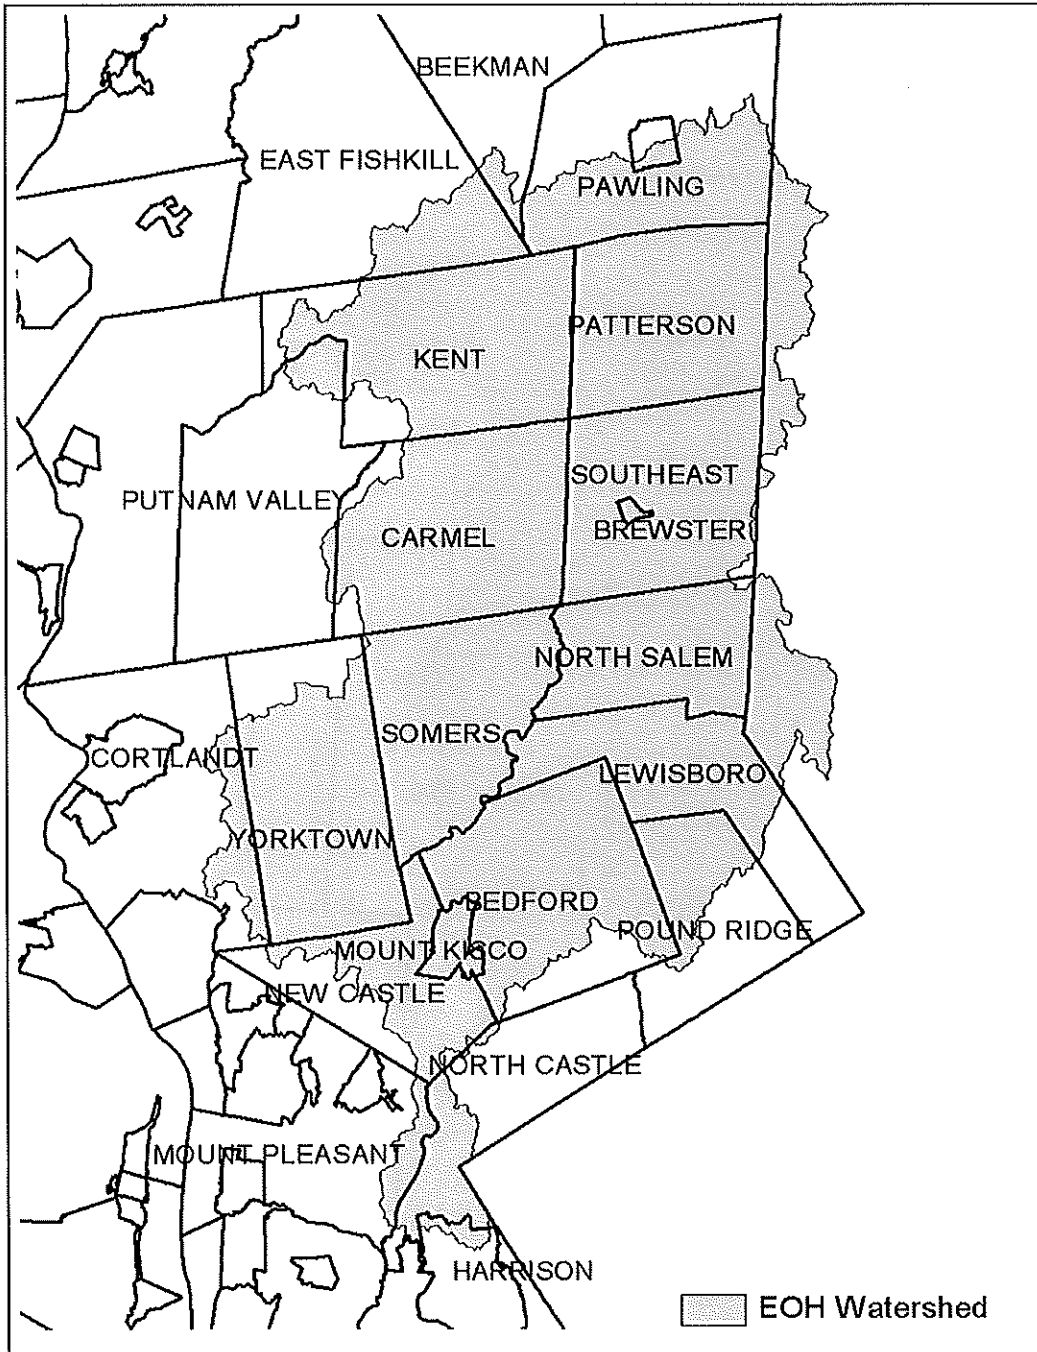 BEEKMAN
EAST FISHKILL
PAWLING
PATTERSON
KENT
SOUTHEAST
PUTNAM VALLEY
BREWSTER
CARMEL
NORTH SALEM
SOMERS
CORTLANDT
LEWISBORO
YORKTOWN
BEDFORD
POUND RIDGE
MOUNT KISCO
NEW CASTLE
NORTH CASTLE
MOUNT PLEASANT
HARRISON
EOH Watershed